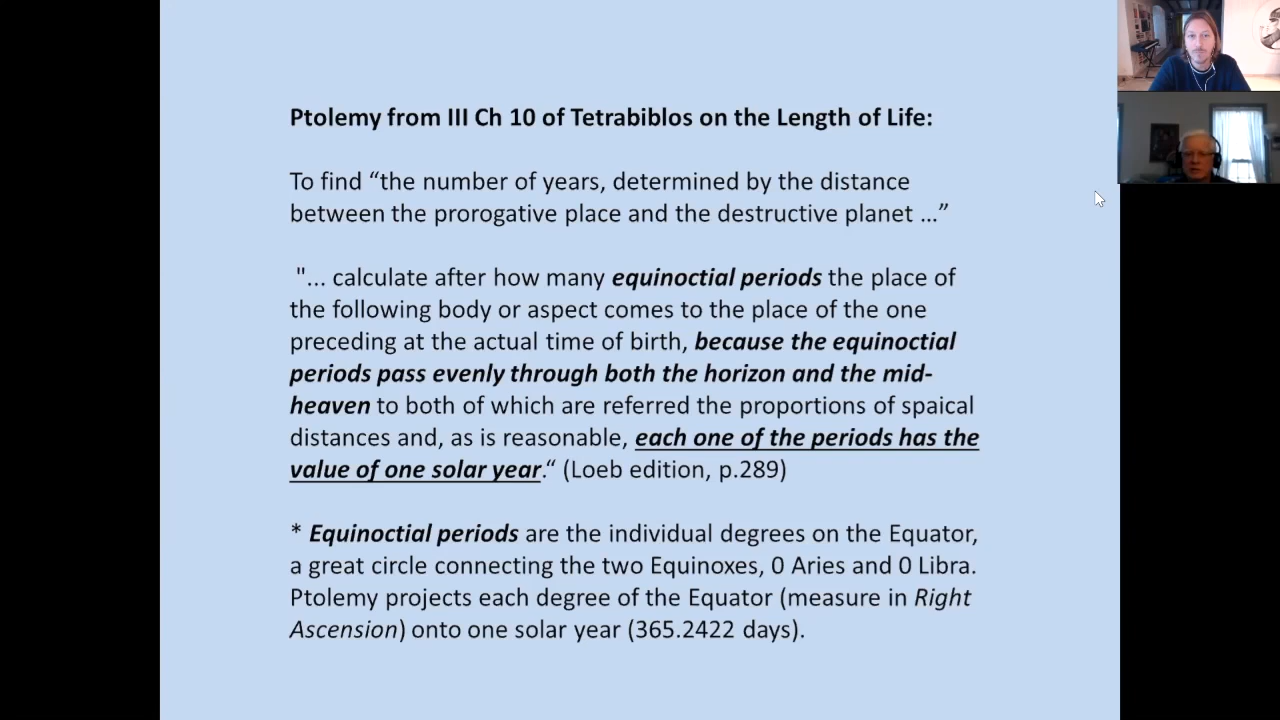 Ptolemy from III Ch 10 of Tetrabiblos on the Length of Life:
To find “the number of years, determined by the distance
between the prorogative place and the destructive planet …”
"... calculate after how many equinoctial periods the place of
the following body or aspect comes to the place of the one
preceding at the actual time of birth, because the equinoctial
periods pass evenly through both the horizon and the mid-
heaven to both of which are referred the proportions of spaical
distances and, as is reasonable, each one of the periods has the
value of one solar year.“ (Loeb edition, p.289)
* Equinoctial periods are the individual degrees on the Equator,
a great circle connecting the two Equinoxes, 0 Aries and 0 Libra.
Ptolemy projects each degree of the Equator (measure in Right
Ascension) onto one solar year (365.2422 days).